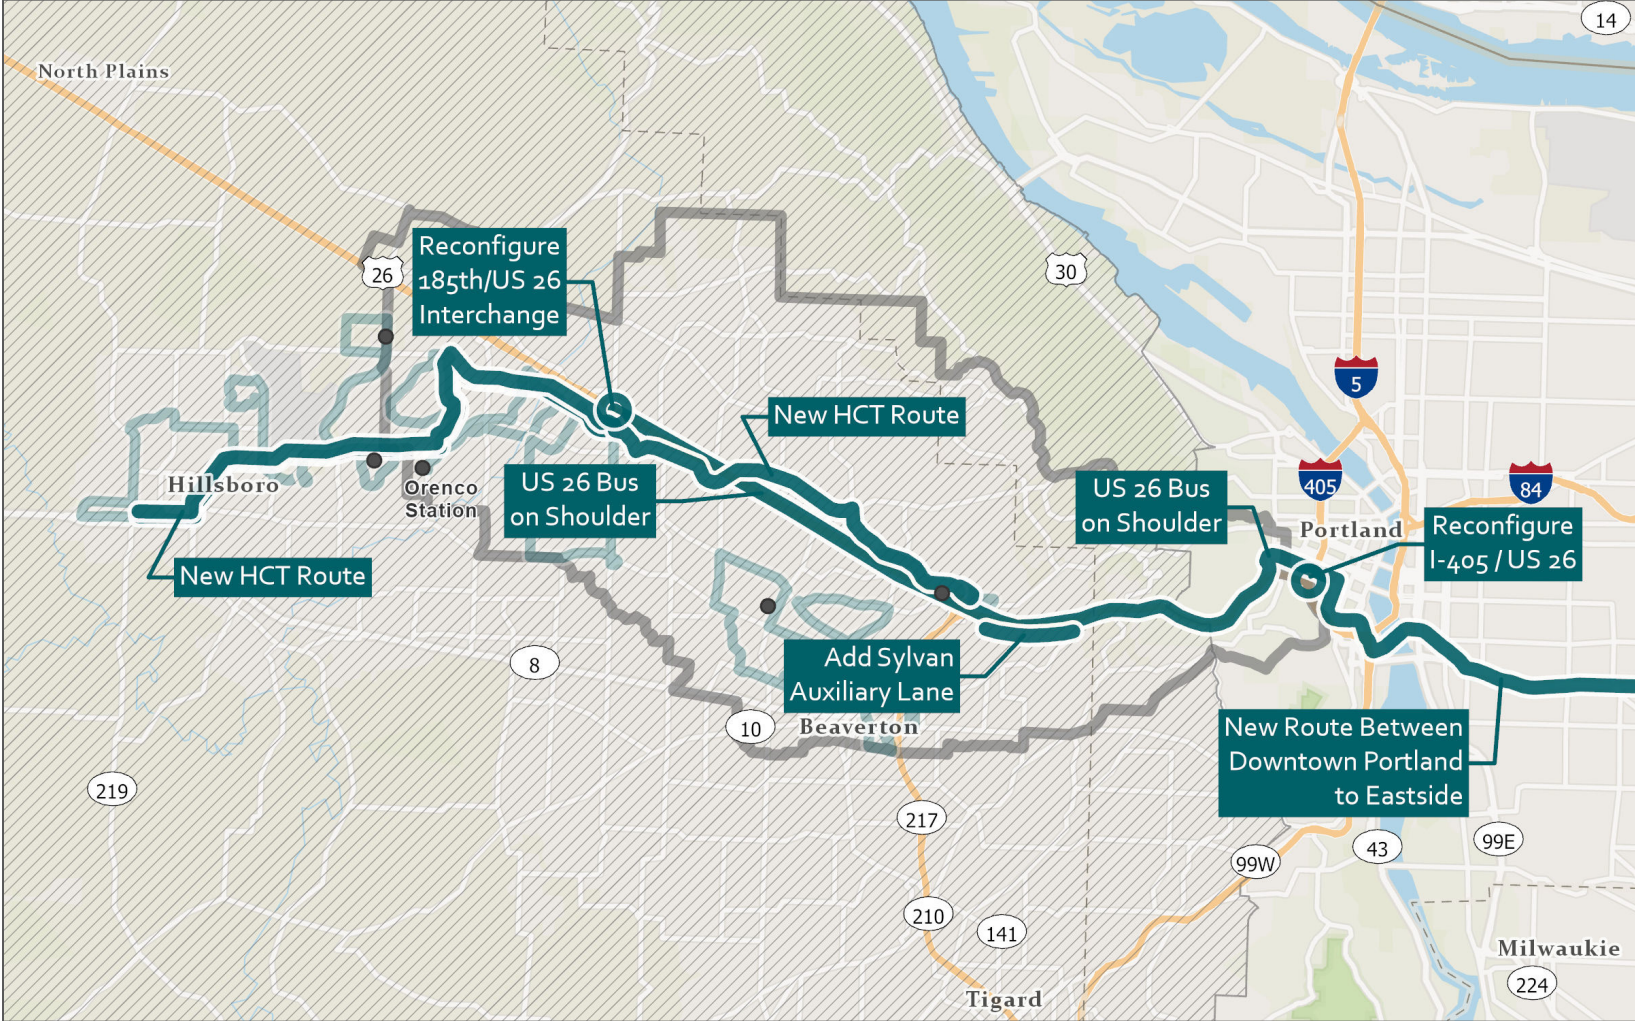 14
North Plains
Reconfigure
185th/US 26
Interchange
26
30
5
New HCT Route
405
84
US 26 Bus
on Shoulder
US 26 Bus
on Shoulder
Hillsboro
Orenco
Station
Portland
Reconfigure
I-405 / US 26
New HCT Route
8
Add Sylvan
Auxiliary Lane
10
Beaverton
New Route Between
Downtown Portland
to Eastside
219
217
99W
43
99E
210
141
Milwaukie
224
Tigard